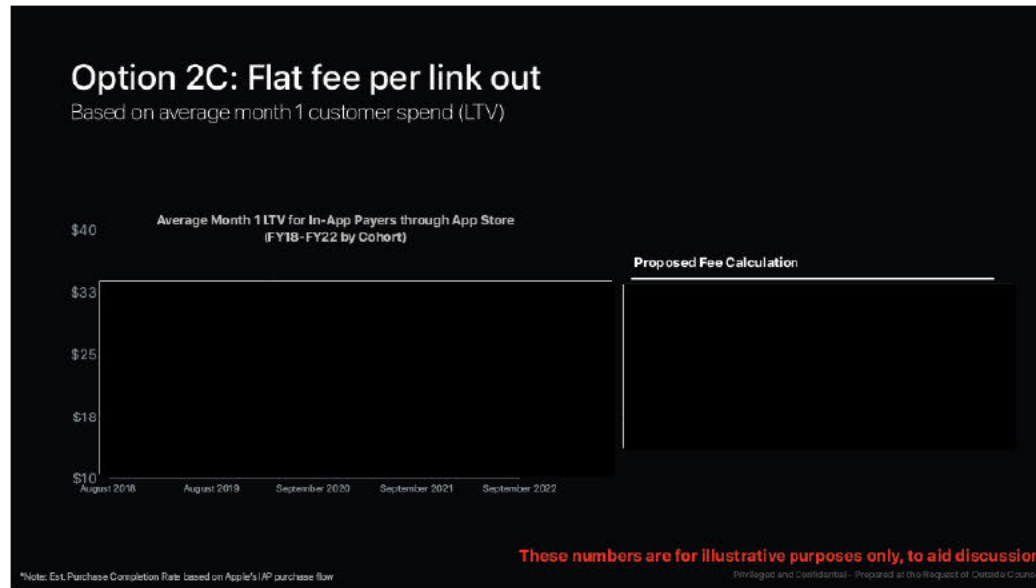 Option 2C: Flat fee per link out
Based on average month 1 customer spend (LTV)
Average Month 1 LTV for In-App Payers through App Store
(FY18-FY22 by Cohort)
$40
$33
$25
$18
$10
August 2018 August 2019 September 2020 September 2021 September 2022
Proposed Fee Calculation
These numbers are for illustrative purposes only, to aid discussion
*Note: Est. Purchase Completion Rate based on Apple's IAP purchase flow
Privileged and Confidential - Prepared at the Request of Outside Counse